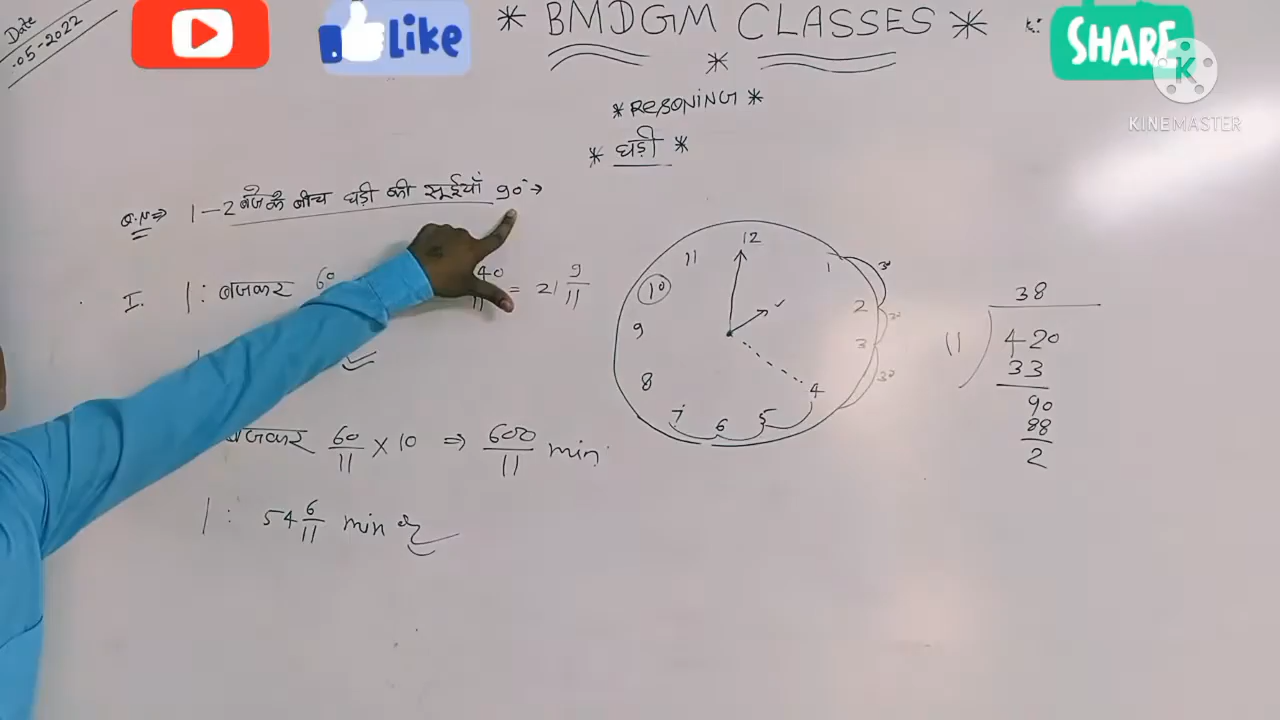 Date
.05-2022
Like
* BMDGM CLASSES *
SHARE
K
KINEMASTER
* REBONING *
* घड़ी *
Q.N⇒ 1-2 बजे के बीच घड़ी की सूईयाँ 90° →
I. 1: बजकर 60
40
11
= 21 9/11
बजकर 60/11 × 10 ⇒ 600/11 min
1: 54 6/11 min
12
11
10
9
8
7
6
5
4
3
2
1
38
11) 420
33
90
88
2